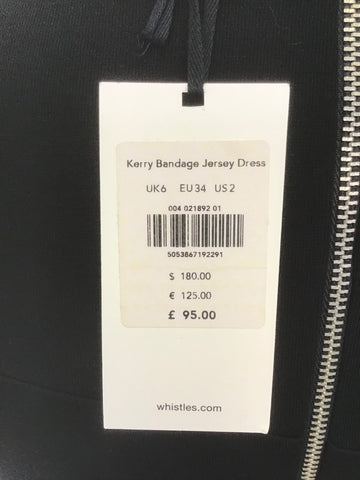 Kerry Bandage Jersey Dress
UK6 EU34 US2
004 021892 01
5053867192291
$ 180.00
€ 125.00
£ 95.00
whistles.com